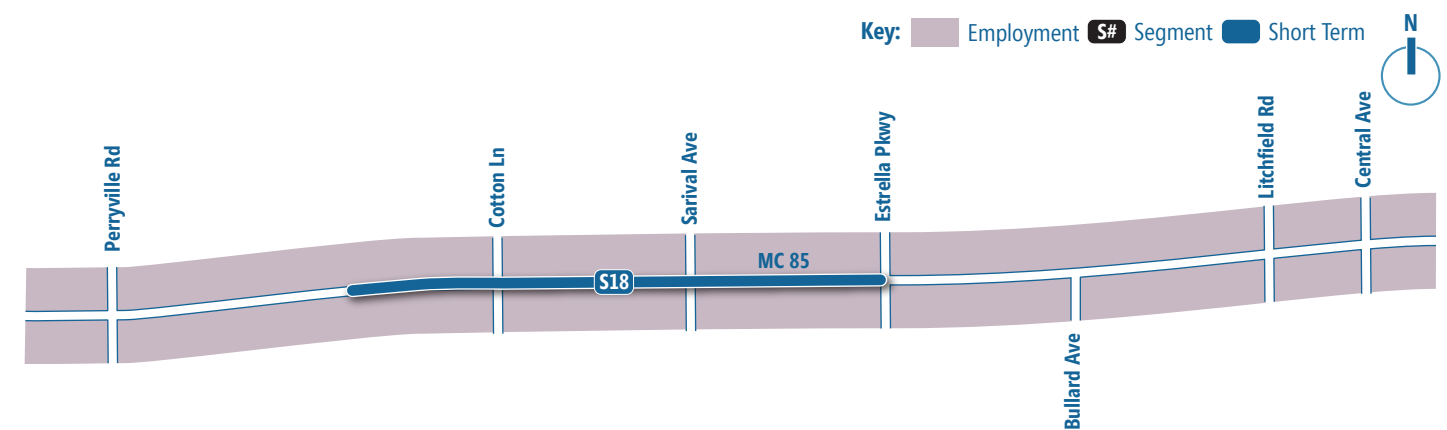 Key: Employment S# Segment Short Term
N
Perryville Rd
Cotton Ln
Sarival Ave
Estrella Pkwy
Litchfield Rd
Central Ave
MC 85
S18
Bullard Ave